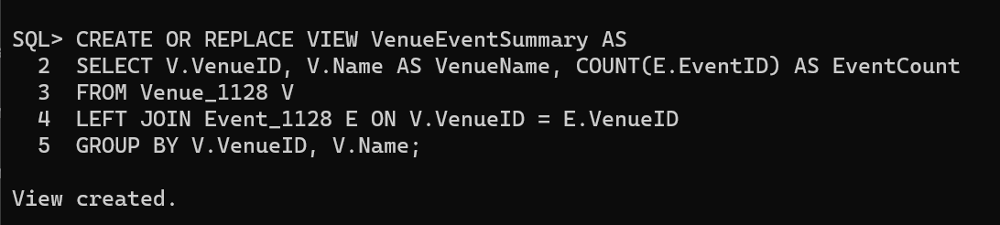 SQL> CREATE OR REPLACE VIEW VenueEventSummary AS
  2  SELECT V.VenueID, V.Name AS VenueName, COUNT(E.EventID) AS EventCount
  3  FROM Venue_1128 V
  4  LEFT JOIN Event_1128 E ON V.VenueID = E.VenueID
  5  GROUP BY V.VenueID, V.Name;
View created.